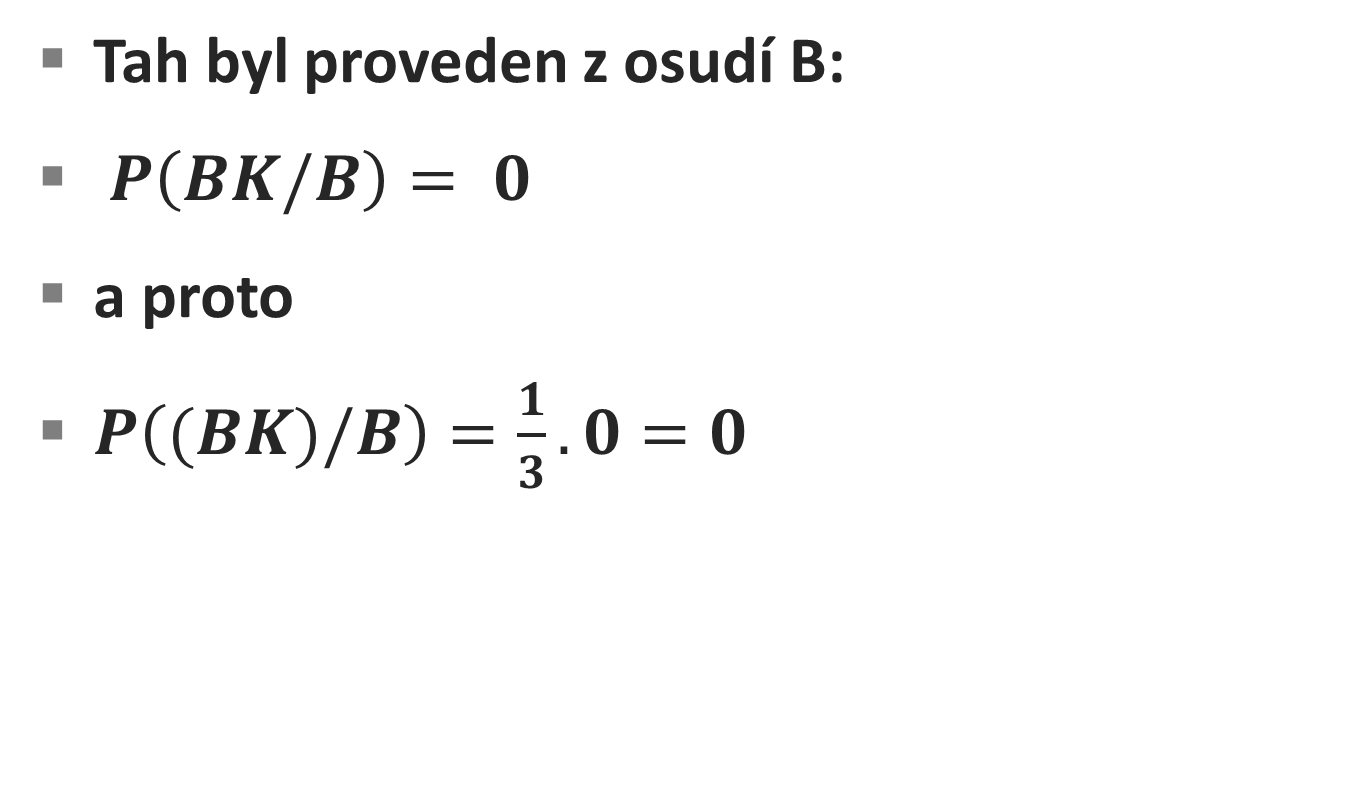 ▪ Tah byl proveden z osudí B:
▪ P(BK/B) = 0
▪ a proto
▪ P((BK)/B) = 1/3 . 0 = 0